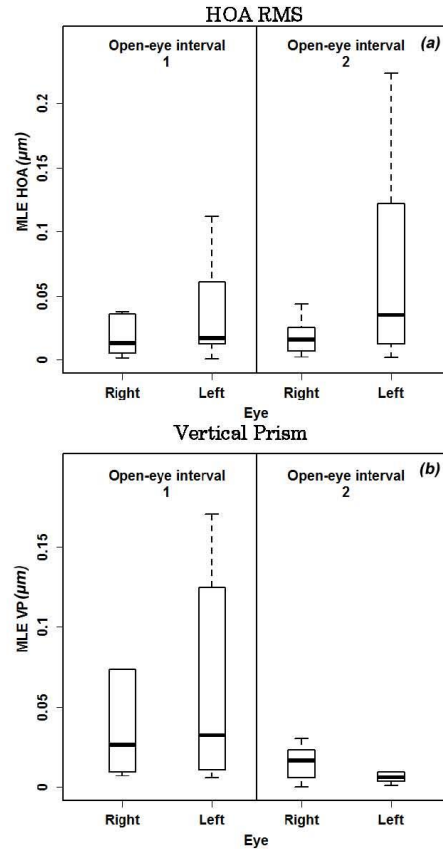 HOA RMS
Open-eye interval 1
Open-eye interval 2
(a)
MLE HOA(µm)
0.2
0.15
0.1
0.05
0
Right Left Right Left
Eye
Vertical Prism
Open-eye interval 1
Open-eye interval 2
(b)
MLE VP(µm)
0.15
0.1
0.05
0
Right Left Right Left
Eye